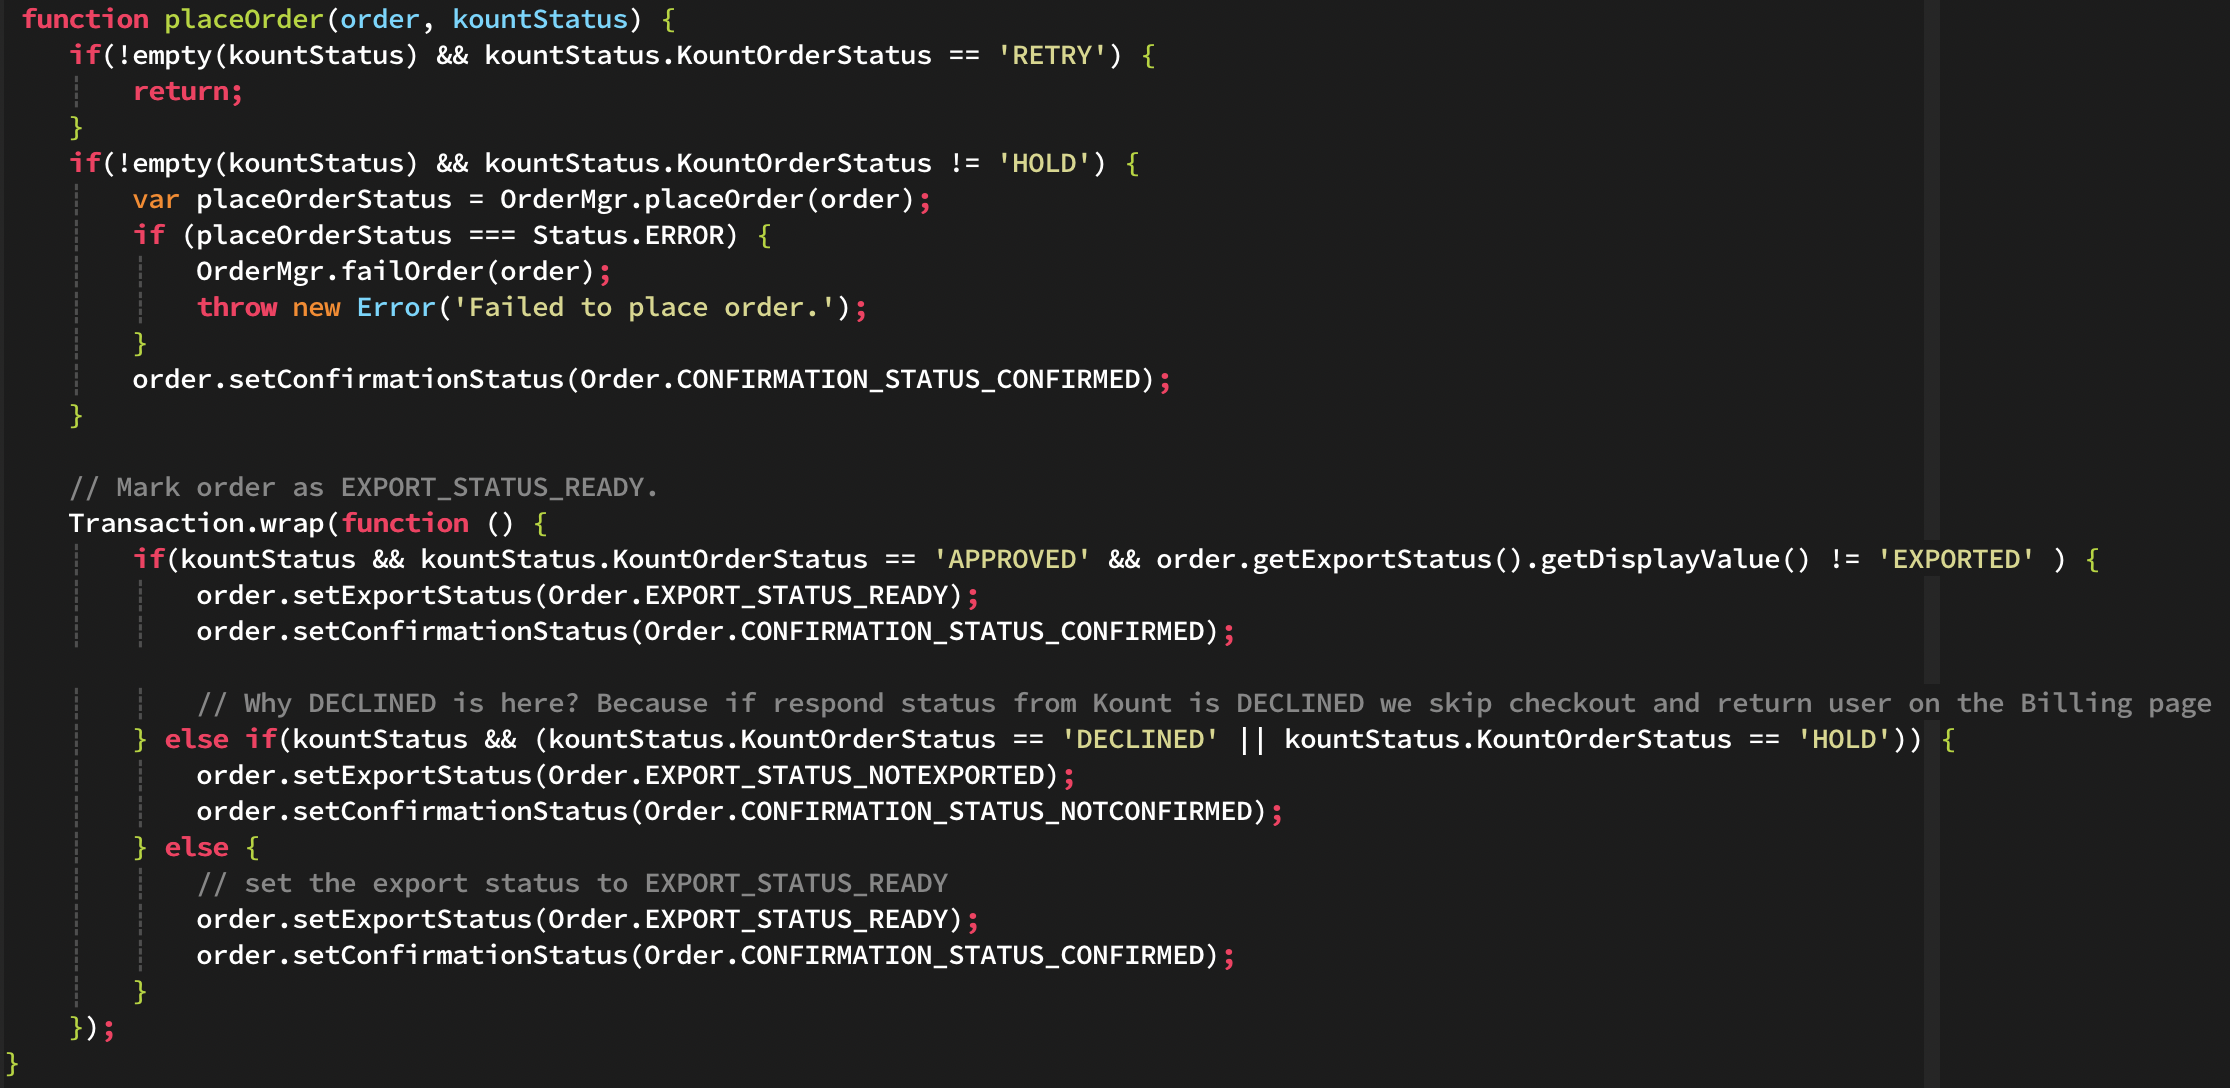 function placeOrder(order, kountStatus) {
    if(!empty(kountStatus) && kountStatus.KountOrderStatus == 'RETRY') {
        return;
    }
    if(!empty(kountStatus) && kountStatus.KountOrderStatus != 'HOLD') {
        var placeOrderStatus = OrderMgr.placeOrder(order);
        if (placeOrderStatus === Status.ERROR) {
            OrderMgr.failOrder(order);
            throw new Error('Failed to place order.');
        }
        order.setConfirmationStatus(Order.CONFIRMATION_STATUS_CONFIRMED);
    }

    // Mark order as EXPORT_STATUS_READY.
    Transaction.wrap(function () {
        if(kountStatus && kountStatus.KountOrderStatus == 'APPROVED' && order.getExportStatus().getDisplayValue() != 'EXPORTED' ) {
            order.setExportStatus(Order.EXPORT_STATUS_READY);
            order.setConfirmationStatus(Order.CONFIRMATION_STATUS_CONFIRMED);

            // Why DECLINED is here? Because if respond status from Kount is DECLINED we skip checkout and return user on the Billing page
        } else if(kountStatus && (kountStatus.KountOrderStatus == 'DECLINED' || kountStatus.KountOrderStatus == 'HOLD')) {
            order.setExportStatus(Order.EXPORT_STATUS_NOTEXPORTED);
            order.setConfirmationStatus(Order.CONFIRMATION_STATUS_NOTCONFIRMED);
        } else {
            // set the export status to EXPORT_STATUS_READY
            order.setExportStatus(Order.EXPORT_STATUS_READY);
            order.setConfirmationStatus(Order.CONFIRMATION_STATUS_CONFIRMED);
        }
    });
}